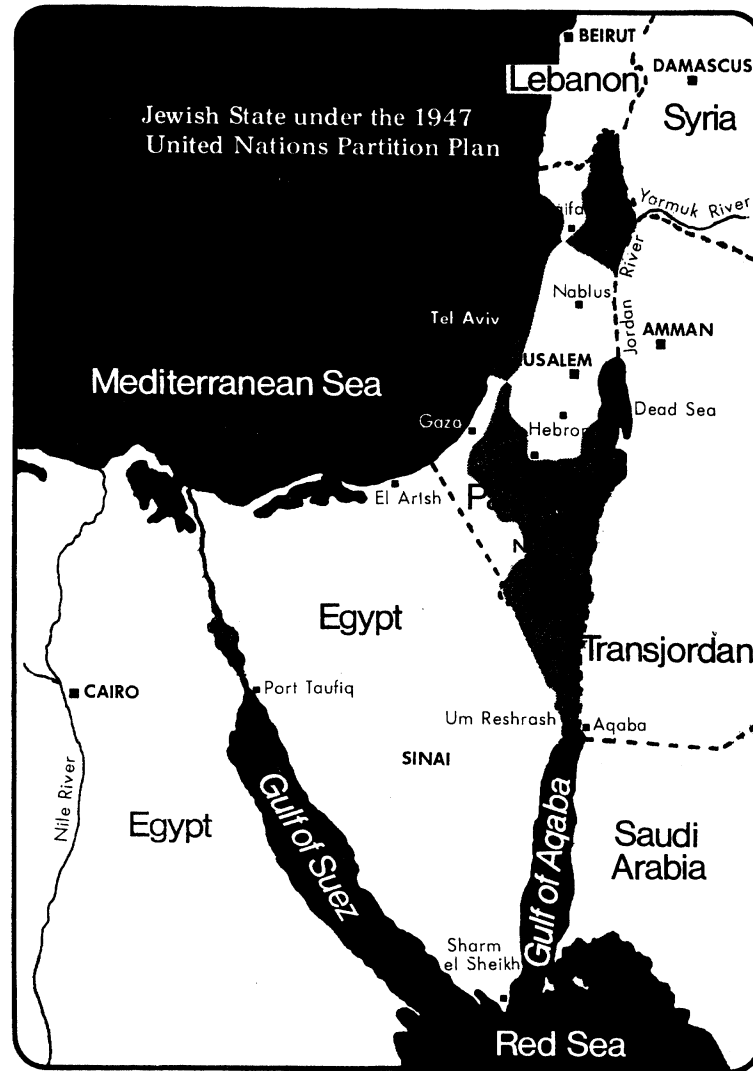 BEIRUT
DAMASCUS
Lebanon
Jewish State under the 1947
United Nations Partition Plan
Syria
Yarmuk River
Jordan River
Nablus
Tel Aviv
AMMAN
USALEM
Mediterranean Sea
Dead Sea
Gaza
Hebron
El Arish
Egypt
Transjordan
CAIRO
Port Taufiq
Um Reshrash
Aqaba
SINAI
Nile River
Egypt
Gulf of Suez
Gulf of Aqaba
Saudi
Arabia
Sharm
el Sheikh
Red Sea